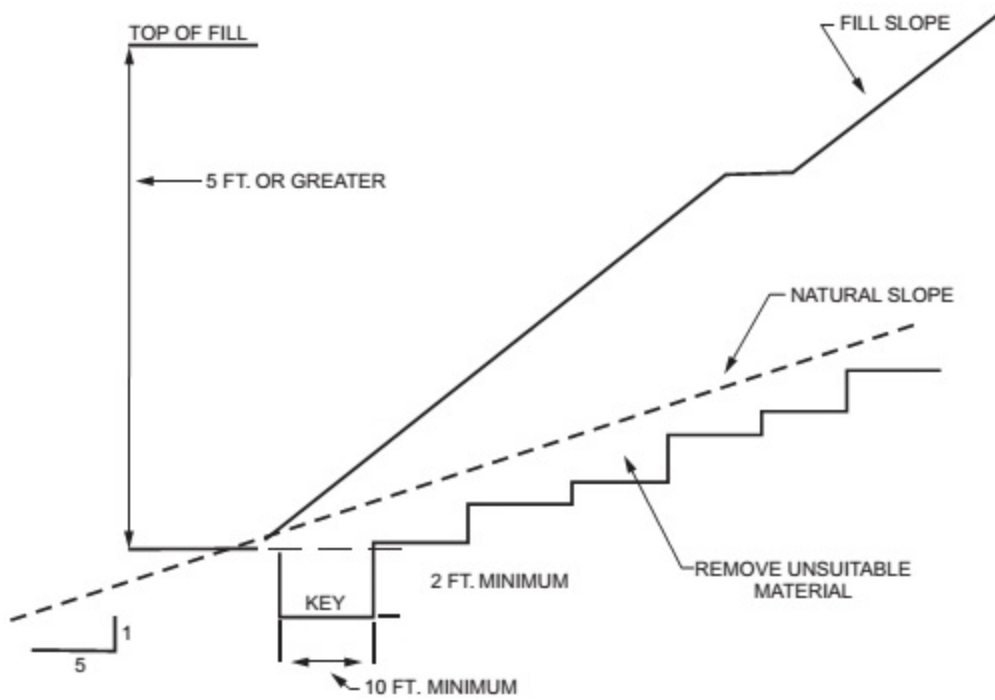 TOP OF FILL
FILL SLOPE
5 FT. OR GREATER
NATURAL SLOPE
2 FT. MINIMUM
REMOVE UNSUITABLE
MATERIAL
KEY
1
5
10 FT. MINIMUM